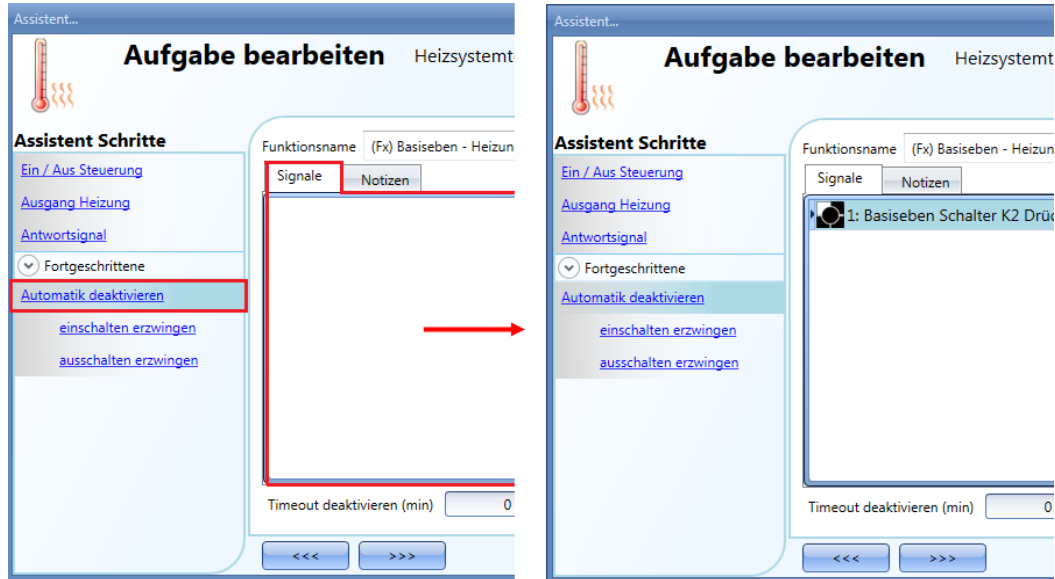 Assistent...
Aufgabe bearbeiten Heizsystemt
Assistent Schritte
Ein / Aus Steuerung
Ausgang Heizung
Antwortsignal
Fortgeschrittene
Automatik deaktivieren
einschalten erzwingen
ausschalten erzwingen
Funktionsname (Fx) Basiseben - Heizun
Signale Notizen
Timeout deaktivieren (min) 0
<<< >>>
Assistent...
Aufgabe bearbeiten Heizsystemt
Assistent Schritte
Ein / Aus Steuerung
Ausgang Heizung
Antwortsignal
Fortgeschrittene
Automatik deaktivieren
einschalten erzwingen
ausschalten erzwingen
Funktionsname (Fx) Basiseben - Heizun
Signale Notizen
1: Basiseben Schalter K2 Drüc
Timeout deaktivieren (min) 0
<<< >>>